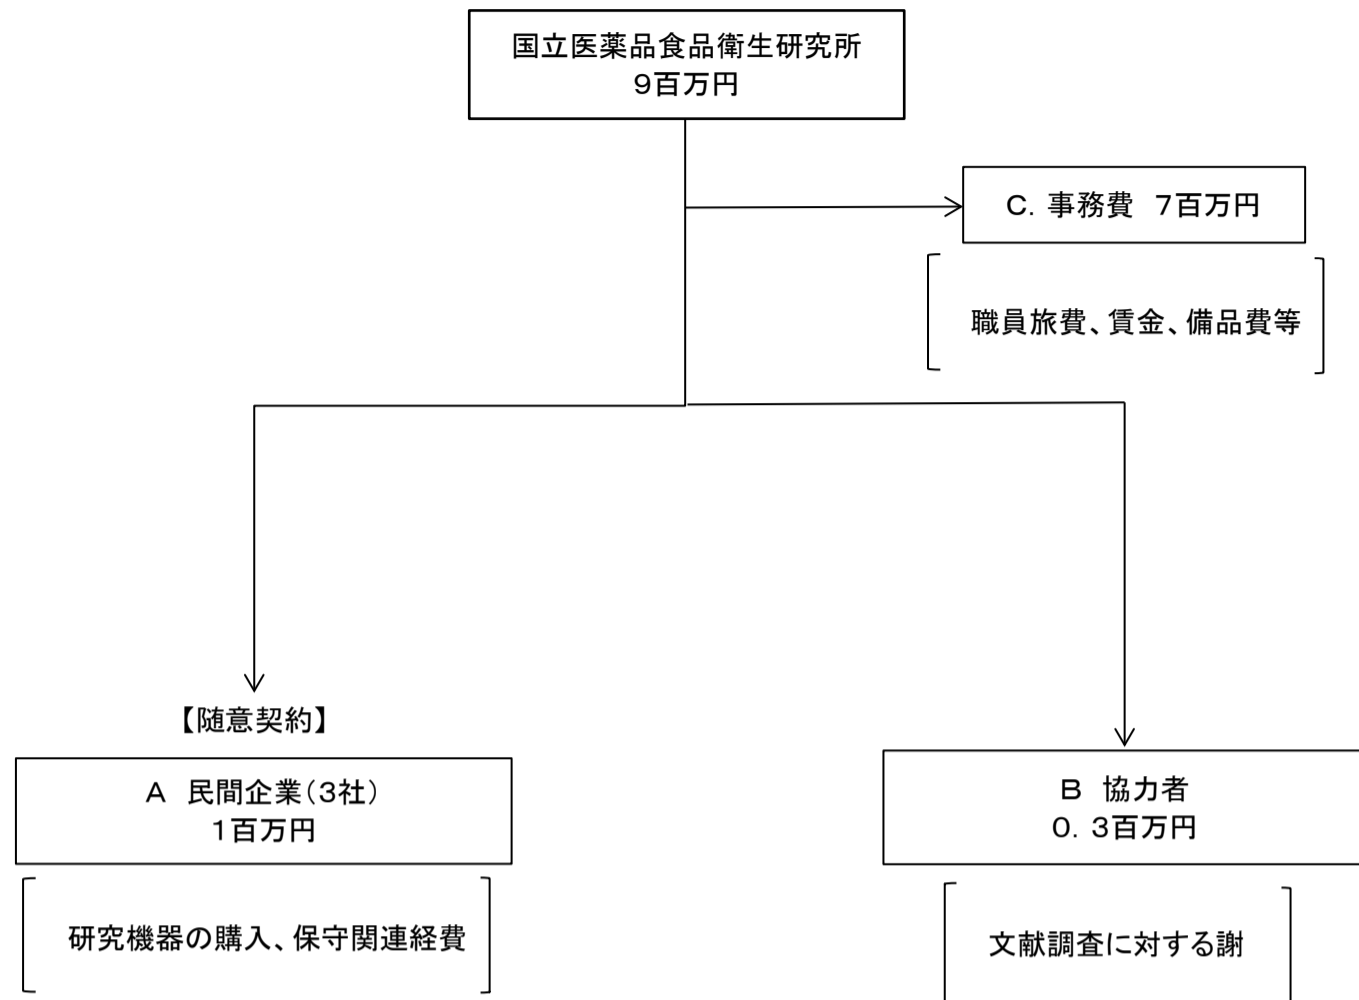 国立医薬品食品衛生研究所
9百万円
C. 事務費　7百万円
職員旅費、賃金、備品費等
【随意契約】
A　民間企業（3社）
1百万円
研究機器の購入、保守関連経費
B　協力者
0. 3百万円
文献調査に対する謝